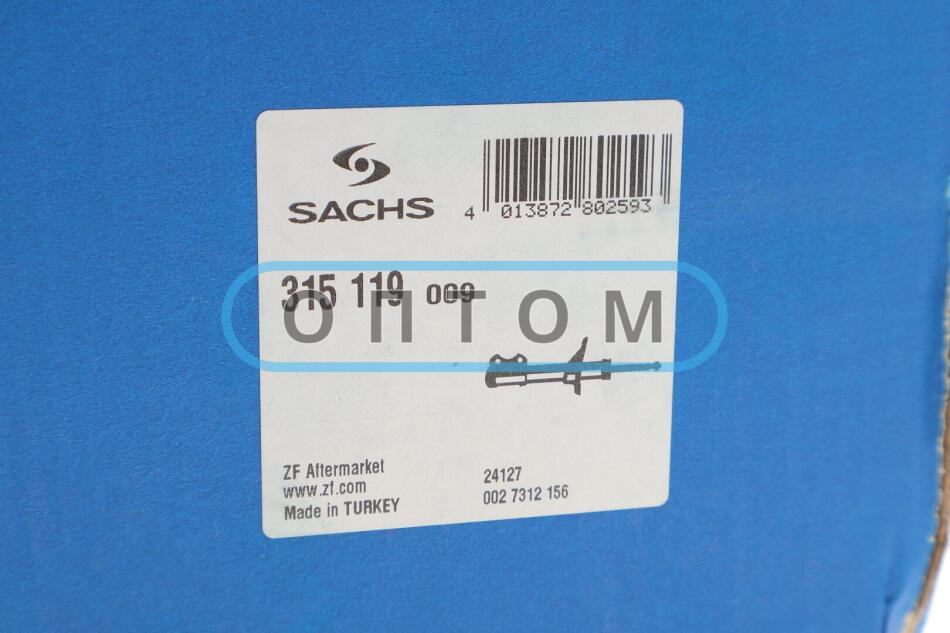 SACHS
4 013872 802593
315 119 009
ОПТОМ
ZF Aftermarket
www.zf.com
Made in TURKEY
24127
002 7312 156